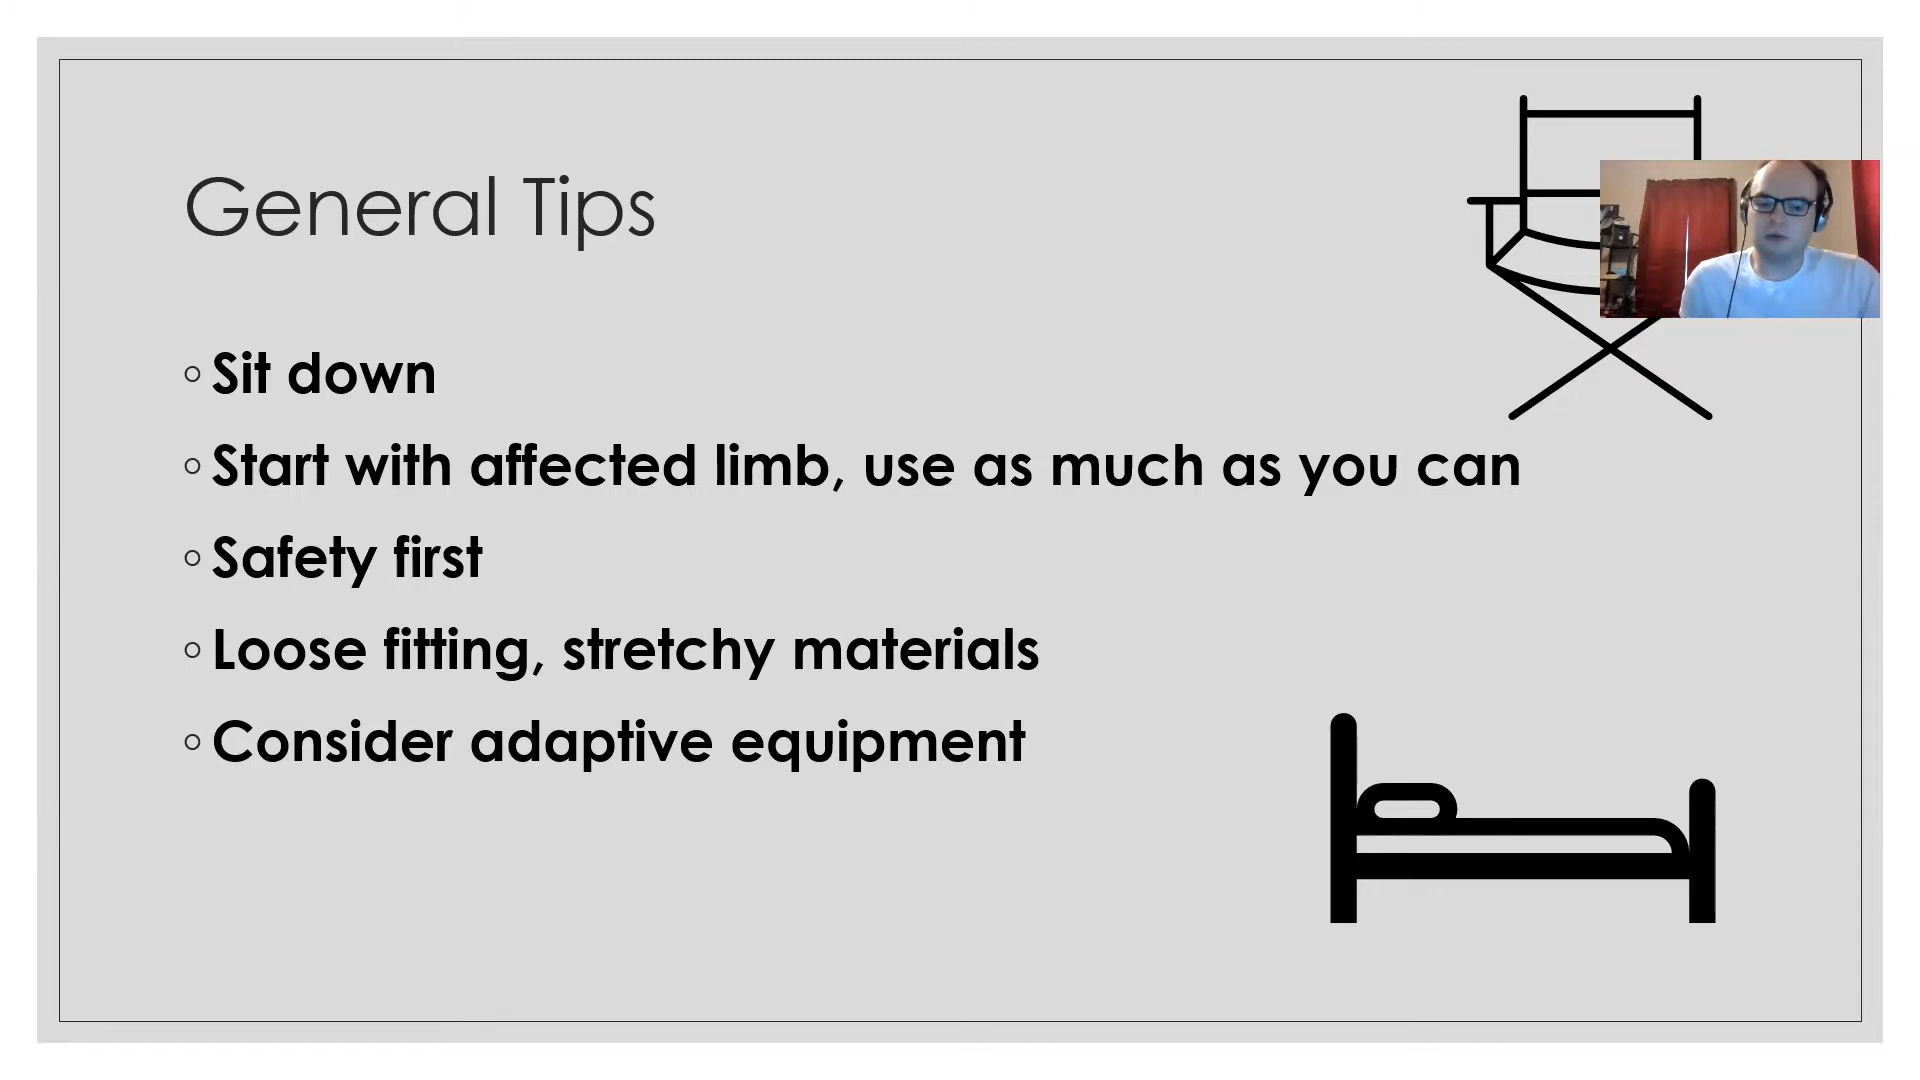 General Tips
Sit down
Start with affected limb, use as much as you can
Safety first
Loose fitting, stretchy materials
Consider adaptive equipment